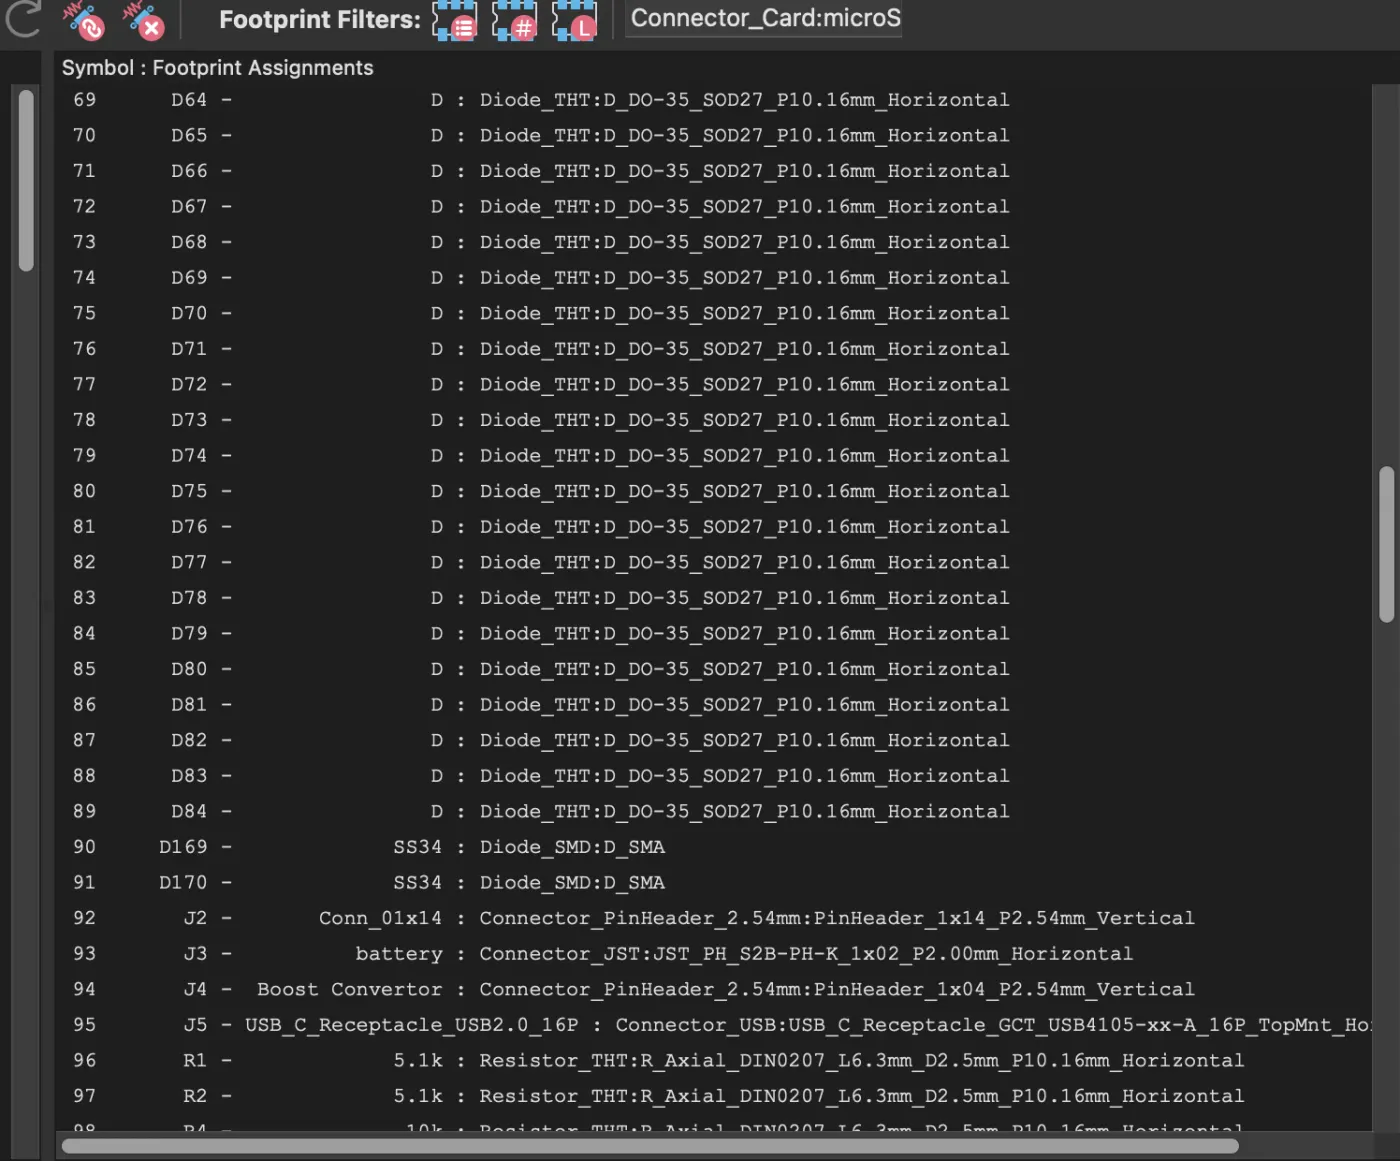 Footprint Filters: # L Connector_Card:microS
Symbol : Footprint Assignments
69 D64 - D : Diode_THT:D_DO-35_SOD27_P10.16mm_Horizontal
70 D65 - D : Diode_THT:D_DO-35_SOD27_P10.16mm_Horizontal
71 D66 - D : Diode_THT:D_DO-35_SOD27_P10.16mm_Horizontal
72 D67 - D : Diode_THT:D_DO-35_SOD27_P10.16mm_Horizontal
73 D68 - D : Diode_THT:D_DO-35_SOD27_P10.16mm_Horizontal
74 D69 - D : Diode_THT:D_DO-35_SOD27_P10.16mm_Horizontal
75 D70 - D : Diode_THT:D_DO-35_SOD27_P10.16mm_Horizontal
76 D71 - D : Diode_THT:D_DO-35_SOD27_P10.16mm_Horizontal
77 D72 - D : Diode_THT:D_DO-35_SOD27_P10.16mm_Horizontal
78 D73 - D : Diode_THT:D_DO-35_SOD27_P10.16mm_Horizontal
79 D74 - D : Diode_THT:D_DO-35_SOD27_P10.16mm_Horizontal
80 D75 - D : Diode_THT:D_DO-35_SOD27_P10.16mm_Horizontal
81 D76 - D : Diode_THT:D_DO-35_SOD27_P10.16mm_Horizontal
82 D77 - D : Diode_THT:D_DO-35_SOD27_P10.16mm_Horizontal
83 D78 - D : Diode_THT:D_DO-35_SOD27_P10.16mm_Horizontal
84 D79 - D : Diode_THT:D_DO-35_SOD27_P10.16mm_Horizontal
85 D80 - D : Diode_THT:D_DO-35_SOD27_P10.16mm_Horizontal
86 D81 - D : Diode_THT:D_DO-35_SOD27_P10.16mm_Horizontal
87 D82 - D : Diode_THT:D_DO-35_SOD27_P10.16mm_Horizontal
88 D83 - D : Diode_THT:D_DO-35_SOD27_P10.16mm_Horizontal
89 D84 - D : Diode_THT:D_DO-35_SOD27_P10.16mm_Horizontal
90 D169 - SS34 : Diode_SMD:D_SMA
91 D170 - SS34 : Diode_SMD:D_SMA
92 J2 - Conn_01x14 : Connector_PinHeader_2.54mm:PinHeader_1x14_P2.54mm_Vertical
93 J3 - battery : Connector_JST:JST_PH_S2B-PH-K_1x02_P2.00mm_Horizontal
94 J4 - Boost Convertor : Connector_PinHeader_2.54mm:PinHeader_1x04_P2.54mm_Vertical
95 J5 - USB_C_Receptacle_USB2.0_16P : Connector_USB:USB_C_Receptacle_GCT_USB4105-xx-A_16P_TopMnt_Ho
96 R1 - 5.1k : Resistor_THT:R_Axial_DIN0207_L6.3mm_D2.5mm_P10.16mm_Horizontal
97 R2 - 5.1k : Resistor_THT:R_Axial_DIN0207_L6.3mm_D2.5mm_P10.16mm_Horizontal
98 R4 - 10k : Resistor_THT:R_Axial_DIN0207_L6.3mm_D2.5mm_P10.16mm_Horizontal